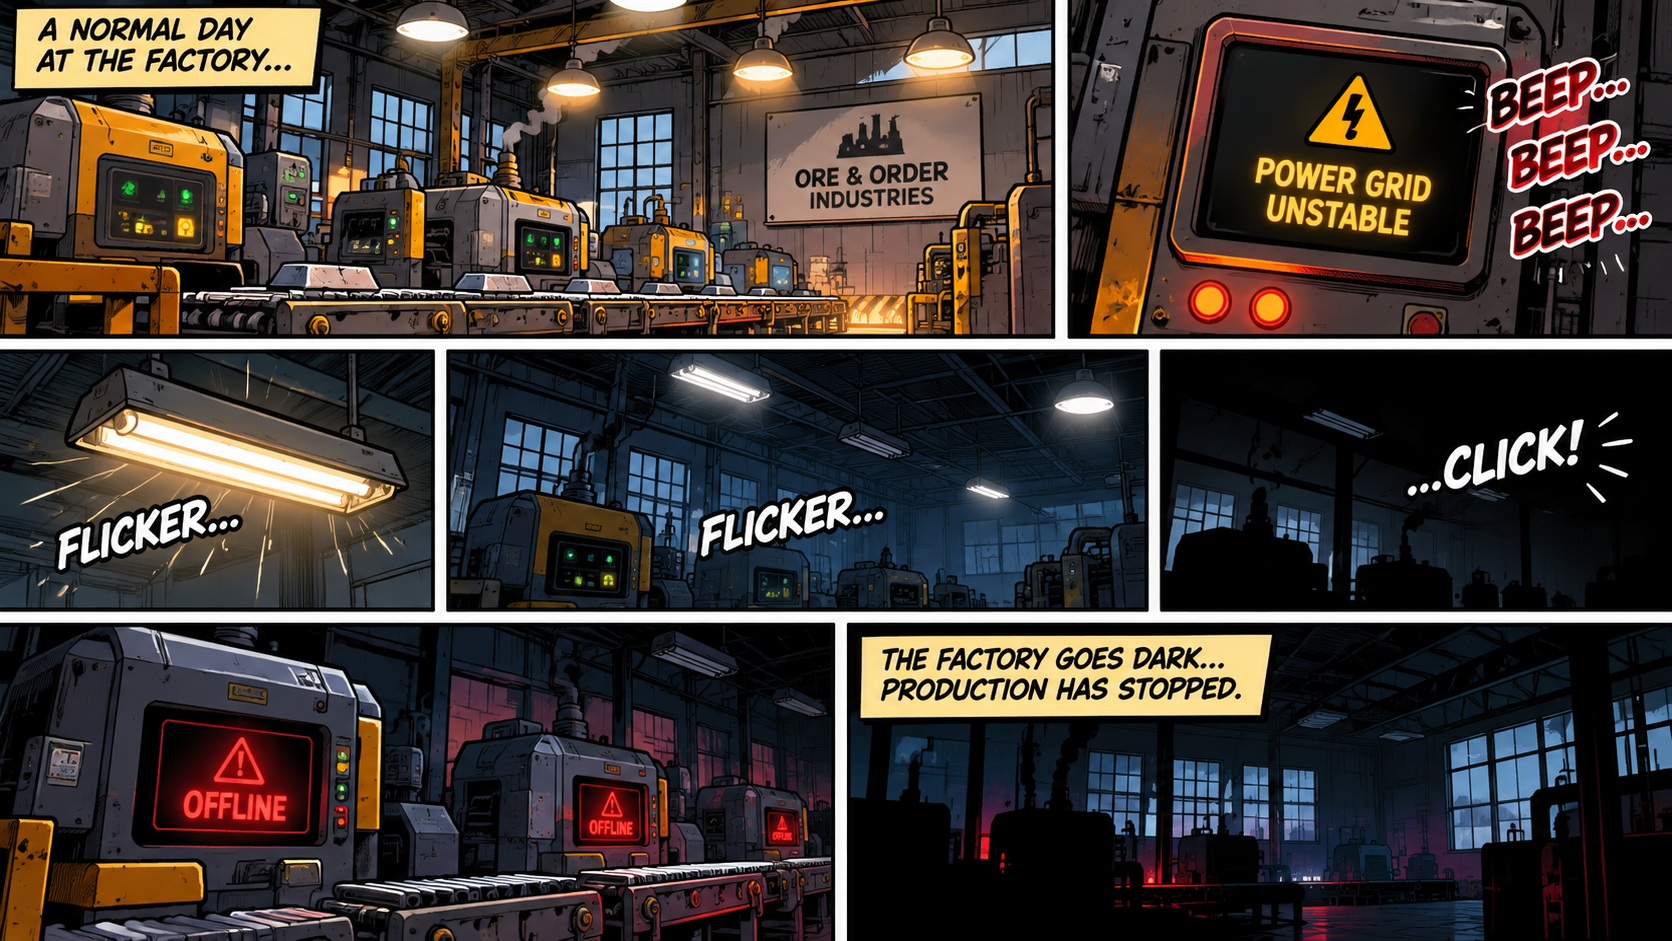 A NORMAL DAY
AT THE FACTORY...
ORE & ORDER
INDUSTRIES
POWER GRID
UNSTABLE
BEEP...
BEEP...
BEEP...
FLICKER...
FLICKER...
...CLICK!
OFFLINE
OFFLINE
OFFLINE
THE FACTORY GOES DARK...
PRODUCTION HAS STOPPED.